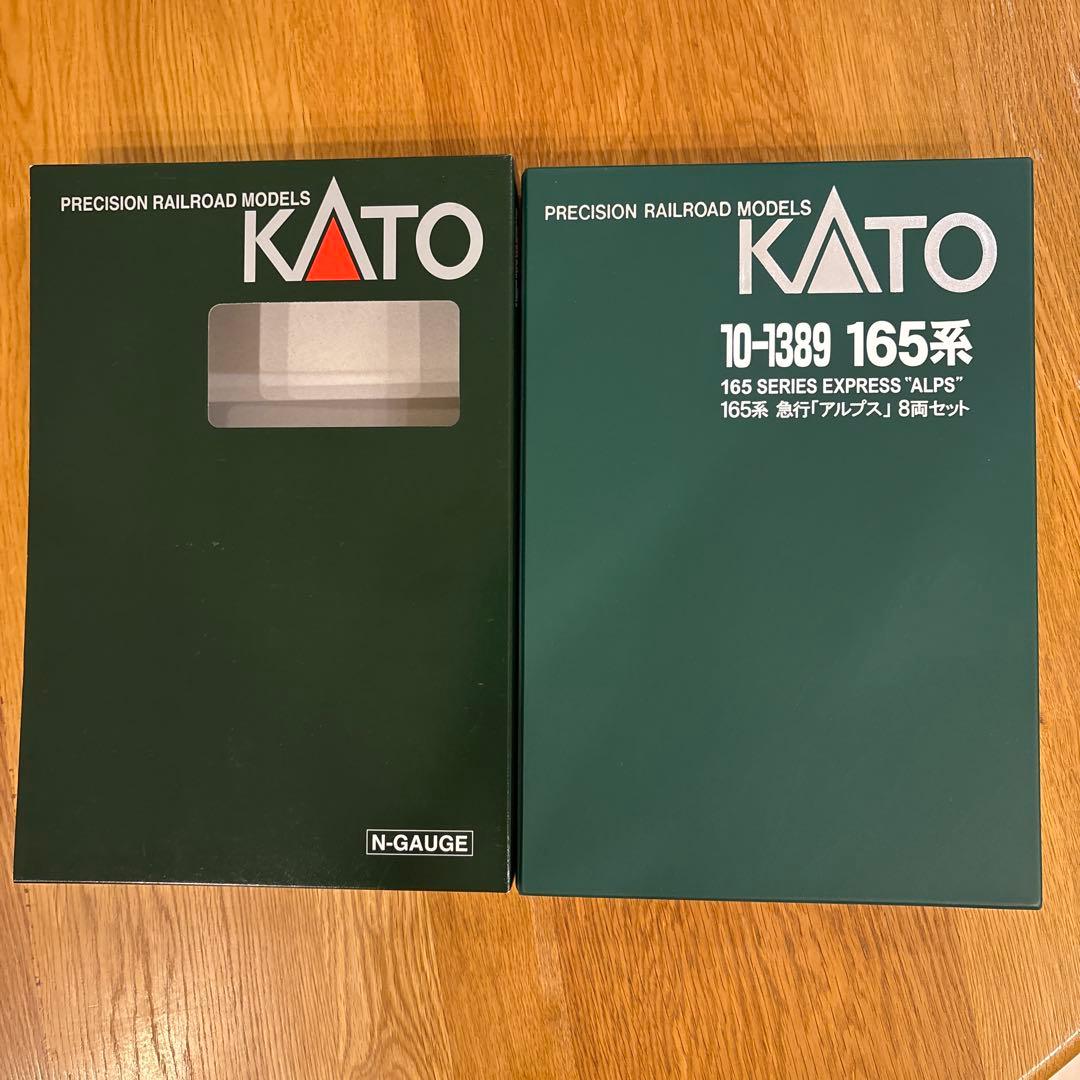 PRECISION RAILROAD MODELS
KATO
N-GAUGE
PRECISION RAILROAD MODELS
KATO
10-1389 165系
165 SERIES EXPRESS "ALPS"
165系 急行「アルプス」 8両セット